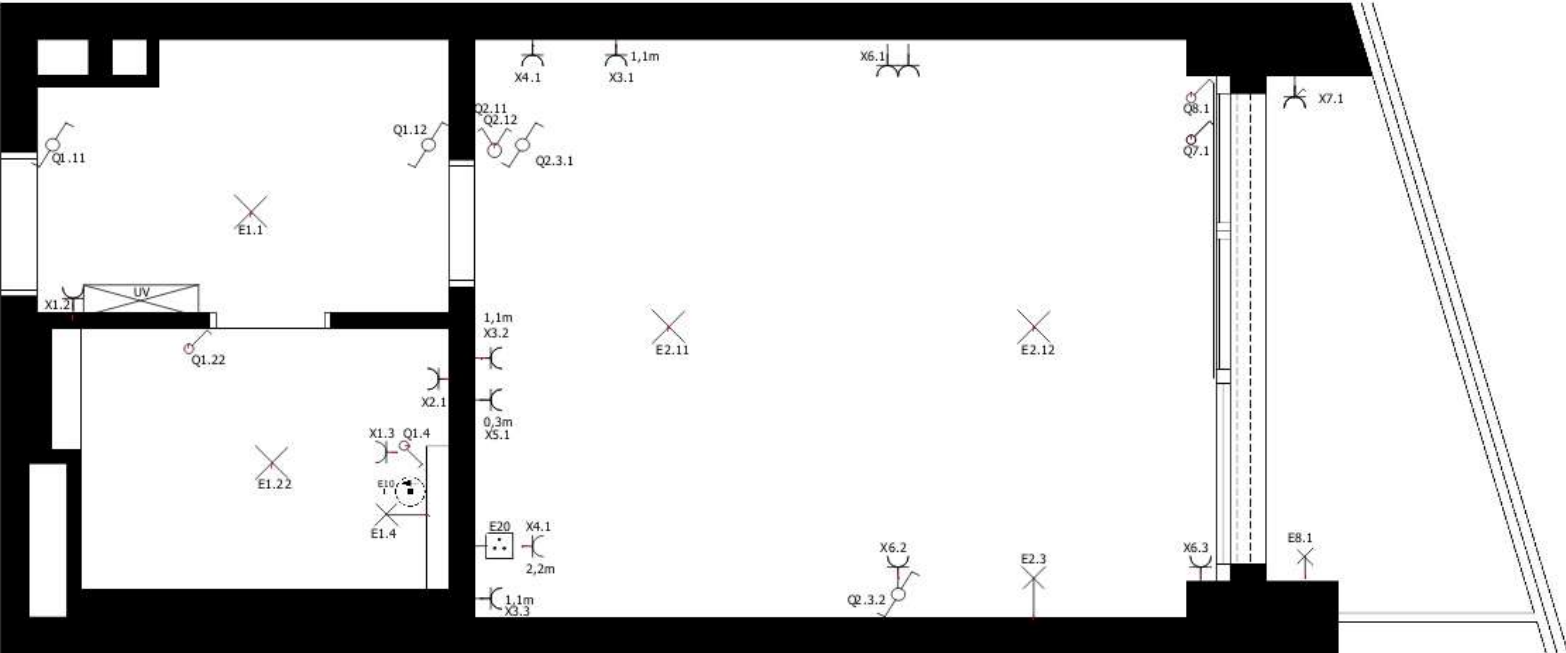 X4.1
X3.1
1,1m
X6.1
Q8.1
X7.1
Q7.1
Q1.11
Q1.12
Q2.11
Q2.12
Q2.3.1
E1.1
UV
X1.2
1,1m
X3.2
E2.11
E2.12
Q1.22
X2.1
0,3m
X5.1
X1.3
Q1.4
E1.22
E10
E1.4
E20
X4.1
2,2m
1,1m
X3.3
X6.2
Q2.3.2
E2.3
X6.3
E8.1